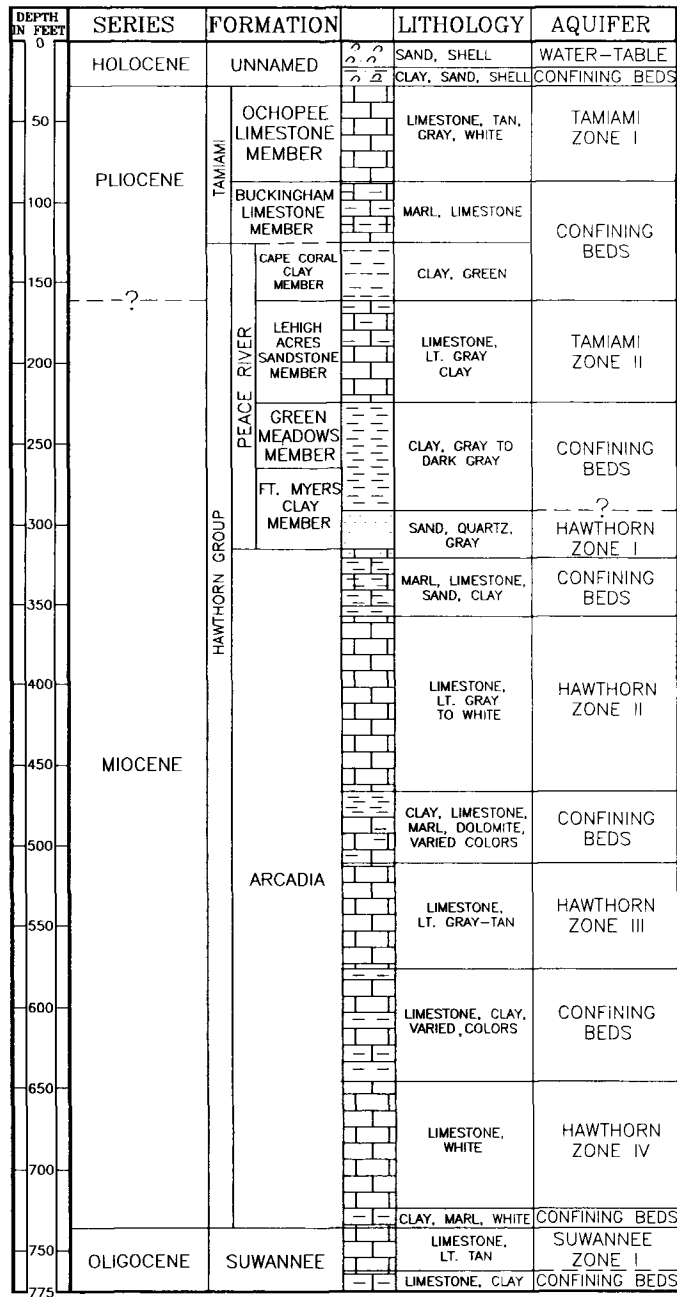 DEPTH
IN FEET
SERIES
FORMATION
LITHOLOGY
AQUIFER
0
HOLOCENE
UNNAMED
SAND, SHELL
WATER-TABLE
CLAY, SAND, SHELL
CONFINING BEDS
50
PLIOCENE
TAMIAMI
OCHOPEE
LIMESTONE
MEMBER
LIMESTONE, TAN,
GRAY, WHITE
TAMIAMI
ZONE I
100
BUCKINGHAM
LIMESTONE
MEMBER
MARL, LIMESTONE
CONFINING
BEDS
150
HAWTHORN GROUP
PEACE RIVER
CAPE CORAL
CLAY
MEMBER
CLAY, GREEN
?
200
LEHIGH
ACRES
SANDSTONE
MEMBER
LIMESTONE,
LT. GRAY
CLAY
TAMIAMI
ZONE II
250
GREEN
MEADOWS
MEMBER
CLAY, GRAY TO
DARK GRAY
CONFINING
BEDS
FT. MYERS
CLAY
MEMBER
?
300
SAND, QUARTZ,
GRAY
HAWTHORN
ZONE I
350
MARL, LIMESTONE,
SAND, CLAY
CONFINING
BEDS
400
LIMESTONE,
LT. GRAY
TO WHITE
HAWTHORN
ZONE II
450
MIOCENE
500
CLAY, LIMESTONE,
MARL, DOLOMITE,
VARIED COLORS
CONFINING
BEDS
ARCADIA
550
LIMESTONE,
LT. GRAY-TAN
HAWTHORN
ZONE III
600
LIMESTONE, CLAY,
VARIED, COLORS
CONFINING
BEDS
650
700
LIMESTONE,
WHITE
HAWTHORN
ZONE IV
CLAY, MARL, WHITE
CONFINING BEDS
750
OLIGOCENE
SUWANNEE
LIMESTONE,
LT. TAN
SUWANNEE
ZONE I
775
LIMESTONE, CLAY
CONFINING BEDS